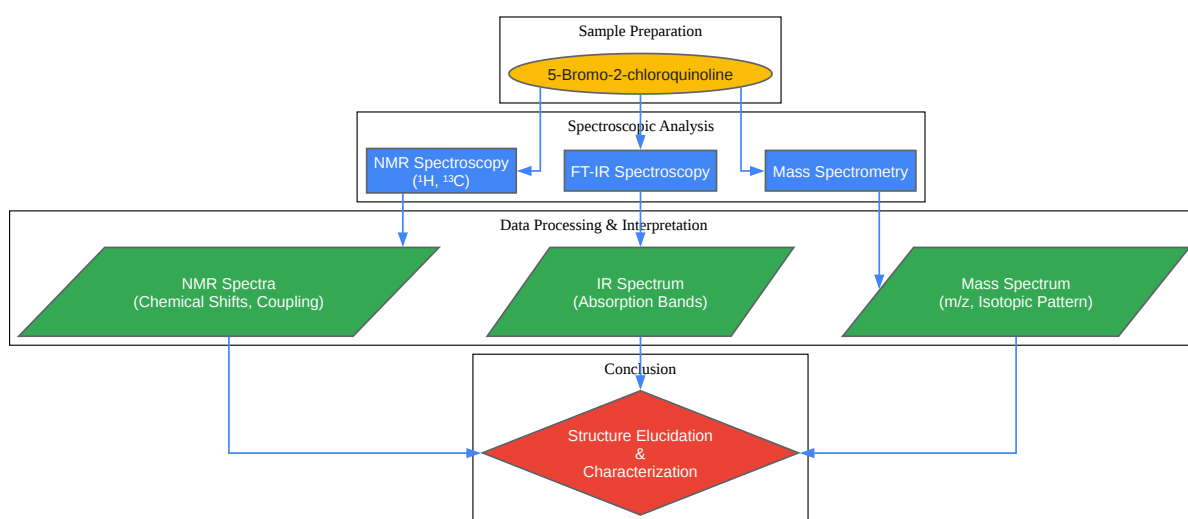 Sample Preparation
5-Bromo-2-chloroquinoline
Spectroscopic Analysis
NMR Spectroscopy
(¹H, ¹³C)
FT-IR Spectroscopy
Mass Spectrometry
Data Processing & Interpretation
NMR Spectra
(Chemical Shifts, Coupling)
IR Spectrum
(Absorption Bands)
Mass Spectrum
(m/z, Isotopic Pattern)
Conclusion
Structure Elucidation
&
Characterization